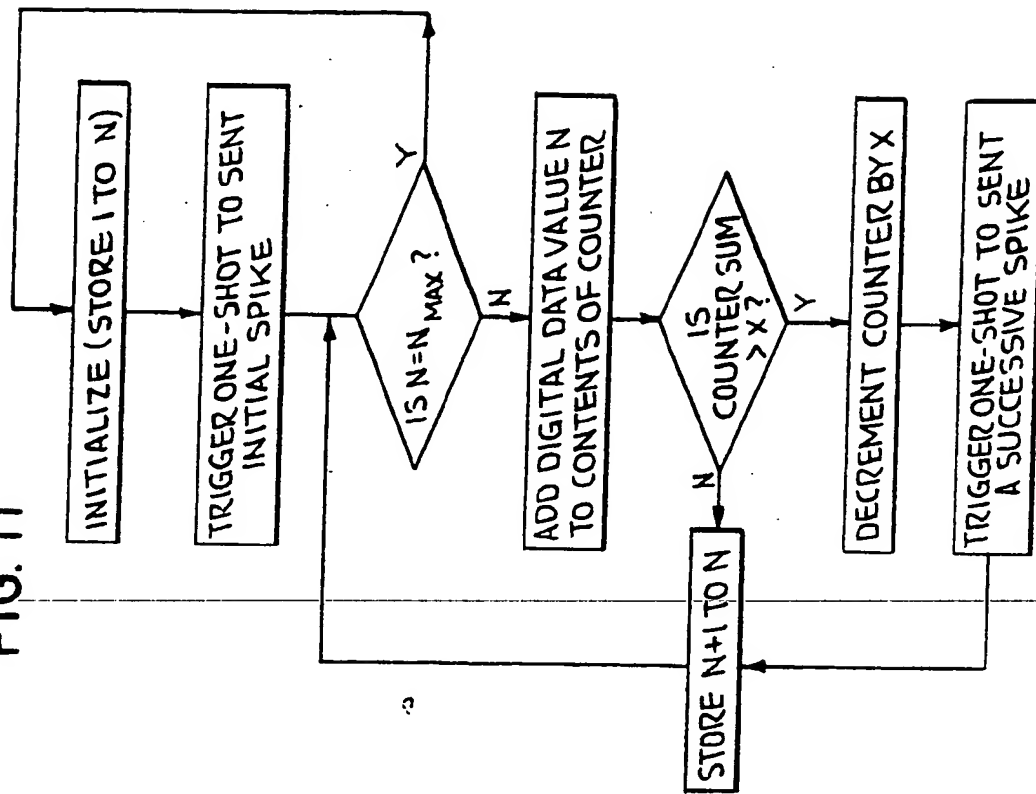 FIG. 11
INITIALIZE (STORE 1 TO N)
TRIGGER ONE-SHOT TO SENT
INITIAL SPIKE
IS N=N MAX ?
Y
N
ADD DIGITAL DATA VALUE N
TO CONTENTS OF COUNTER
IS
COUNTER SUM
> X ?
N
Y
STORE N+1 TO N
DECREMENT COUNTER BY X
TRIGGER ONE-SHOT TO SENT
A SUCCESSIVE SPIKE